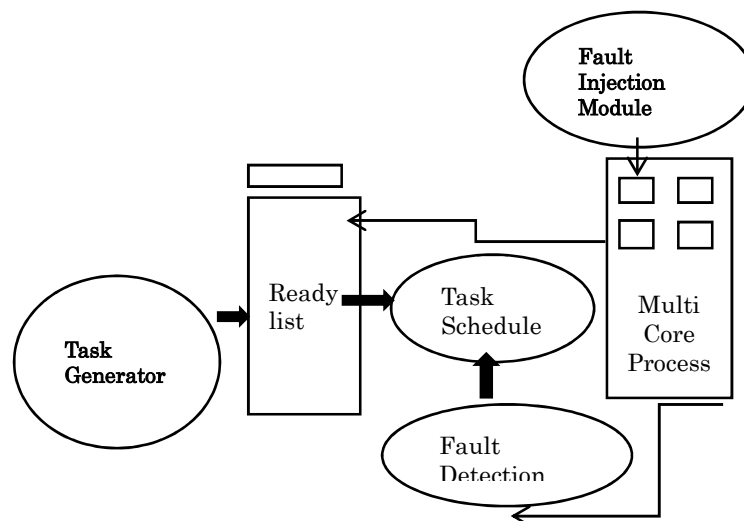 Fault
Injection
Module
Ready
list
Task
Schedule
Multi
Core
Process
Task
Generator
Fault
Detection